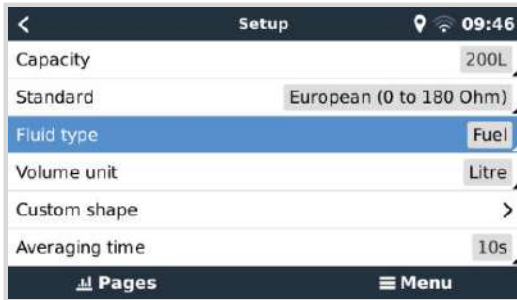 Setup 09:46
Capacity 200L
Standard European (0 to 180 Ohm)
Fluid type Fuel
Volume unit Litre
Custom shape
Averaging time 10s
Pages Menu